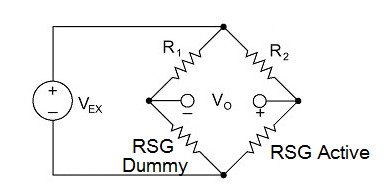 R1
R2
+
−
VEX
−
VO
+
RSG
Dummy
RSG Active